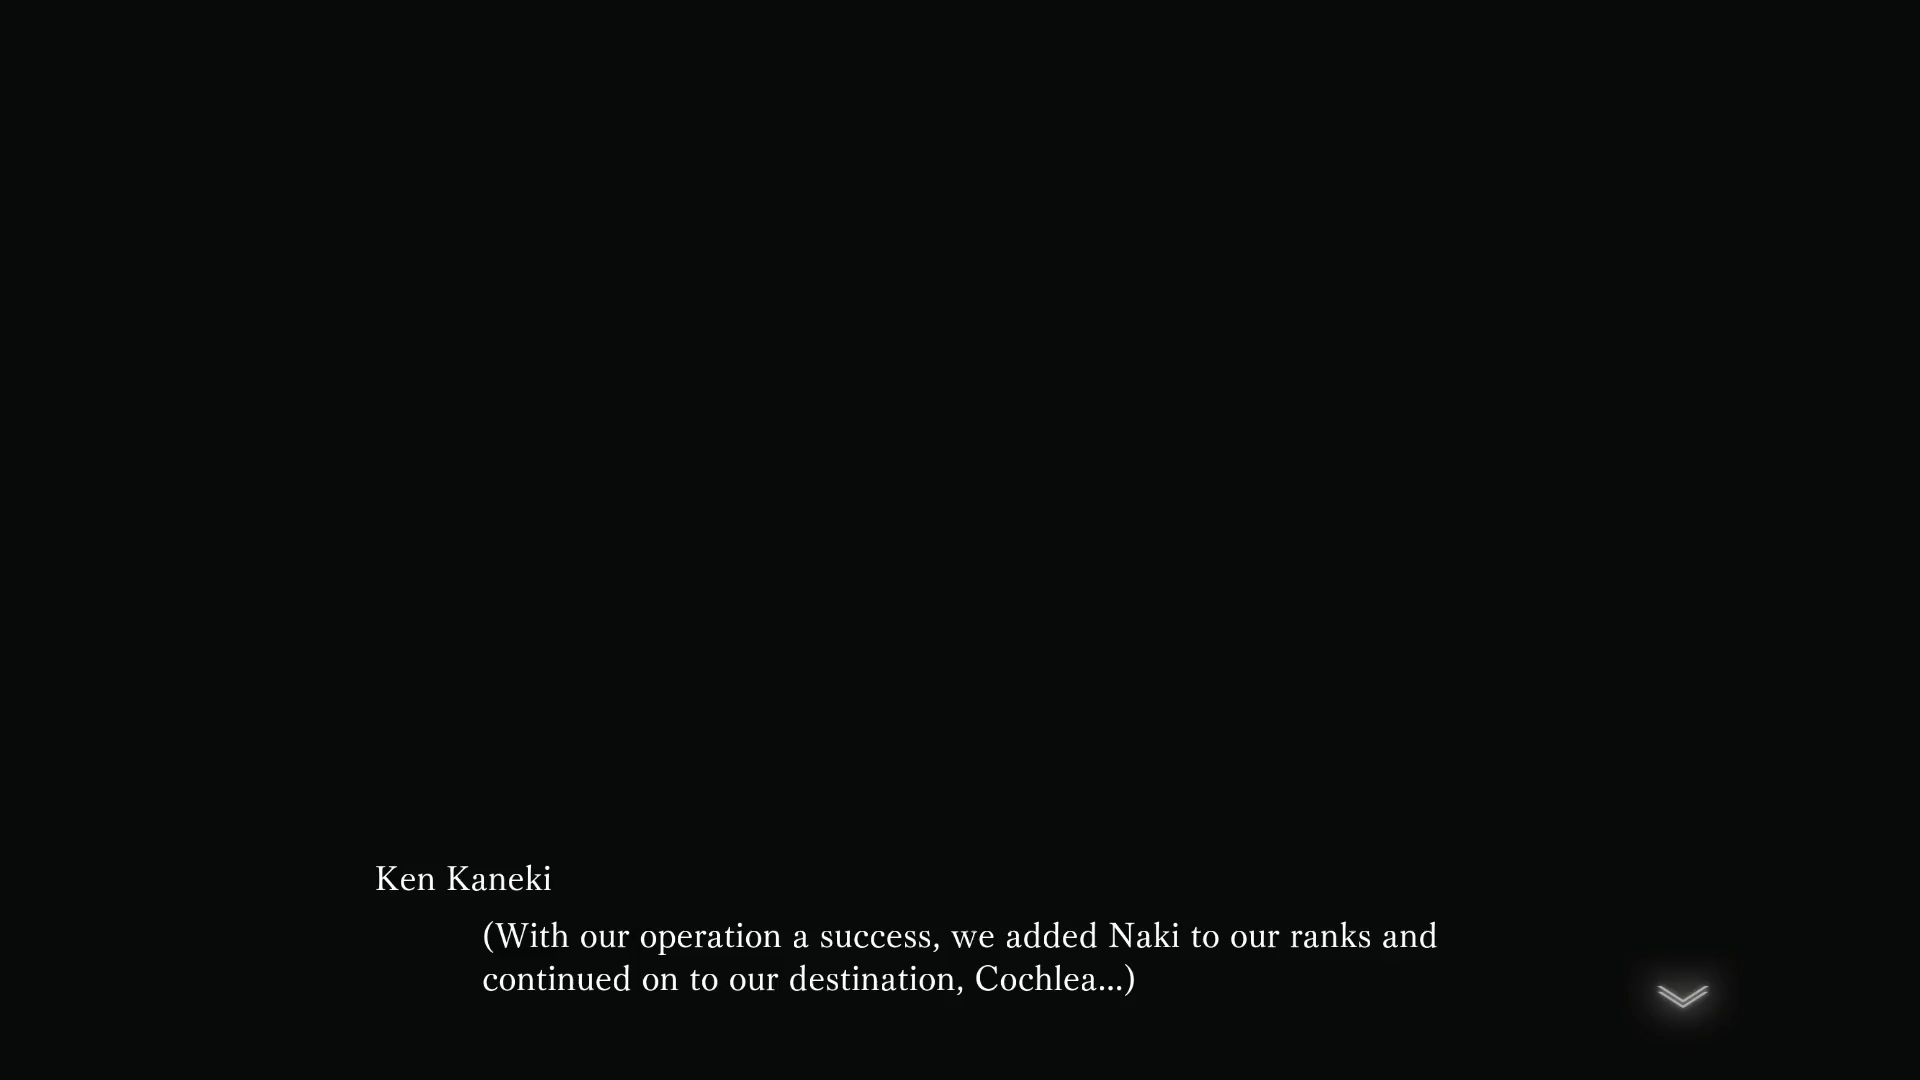 Ken Kaneki
(With our operation a success, we added Naki to our ranks and
continued on to our destination, Cochlea...)